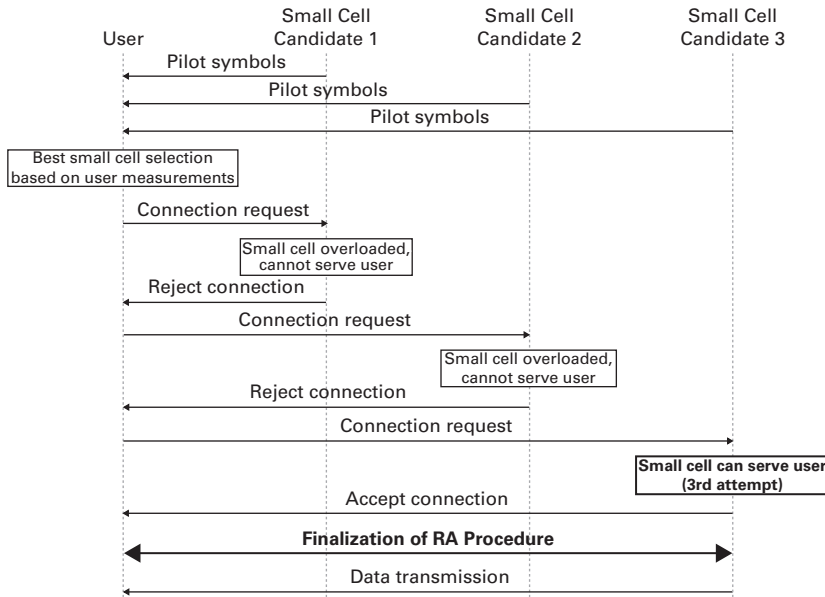 User
Small Cell
Candidate 1
Small Cell
Candidate 2
Small Cell
Candidate 3
Pilot symbols
Pilot symbols
Pilot symbols
Best small cell selection
based on user measurements
Connection request
Small cell overloaded,
cannot serve user
Reject connection
Connection request
Small cell overloaded,
cannot serve user
Reject connection
Connection request
Small cell can serve user
(3rd attempt)
Accept connection
Finalization of RA Procedure
Data transmission